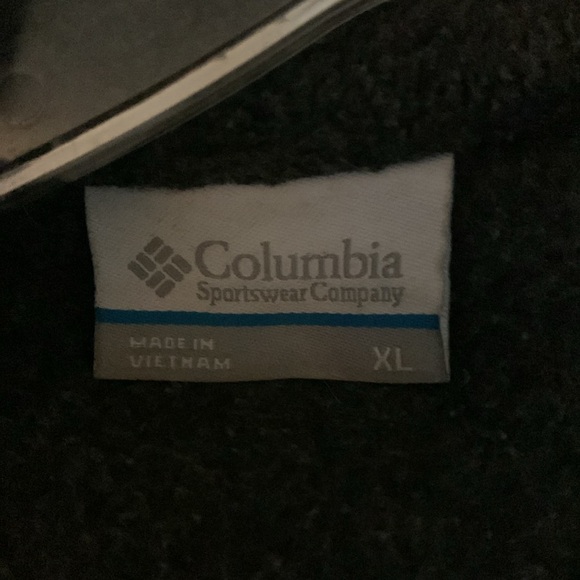 Columbia
Sportswear Company
MADE IN
VIETNAM
XL